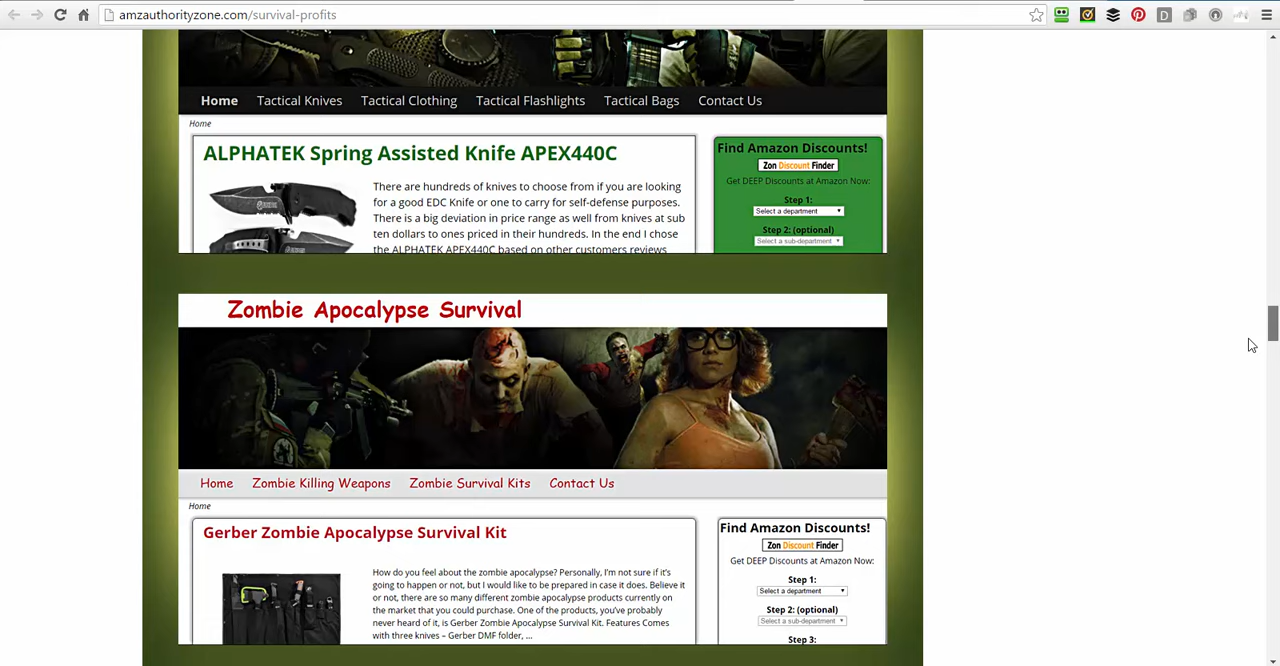 amzauthorityzone.com/survival-profits
Home Tactical Knives Tactical Clothing Tactical Flashlights Tactical Bags Contact Us
Home
ALPHATEK Spring Assisted Knife APEX440C
There are hundreds of knives to choose from if you are looking
for a good EDC Knife or one to carry for self-defense purposes.
There is a big deviation in price range as well from knives at sub
ten dollars to ones priced in their hundreds. In the end I chose
the ALPHATEK APEX440C based on other customers reviews
Find Amazon Discounts!
Zon Discount Finder
Get DEEP Discounts at Amazon Now:
Step 1:
Select a department
Step 2: (optional)
Select a sub-department
Zombie Apocalypse Survival
Home Zombie Killing Weapons Zombie Survival Kits Contact Us
Home
Gerber Zombie Apocalypse Survival Kit
How do you feel about the zombie apocalypse? Personally, I'm not sure if it's
going to happen or not, but I would like to be prepared in case it does. Believe it
or not, there are so many different zombie apocalypse products currently on
the market that you could purchase. One of the products, you've probably
never heard of it, is Gerber Zombie Apocalypse Survival Kit. Features Comes
with three knives – Gerber DMF folder, ...
Find Amazon Discounts!
Zon Discount Finder
Get DEEP Discounts at Amazon Now:
Step 1:
Select a department
Step 2: (optional)
Select a sub-department
Step 3: